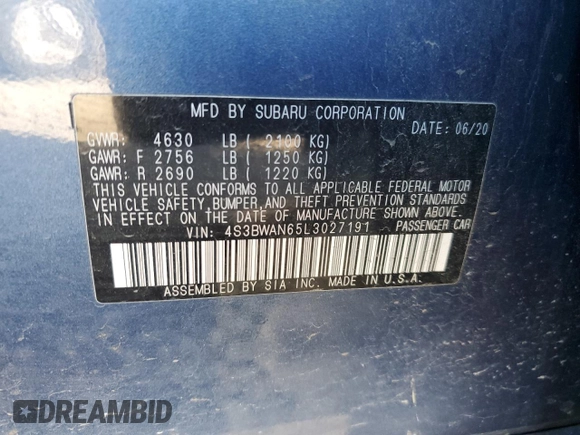 MFD BY SUBARU CORPORATION
DATE: 06/20
GVWR: 4630 LB ( 2100 KG)
GAWR: F 2756 LB ( 1250 KG)
GAWR: R 2690 LB ( 1220 KG)
THIS VEHICLE CONFORMS TO ALL APPLICABLE FEDERAL MOTOR
VEHICLE SAFETY, BUMPER, AND THEFT PREVENTION STANDARDS
IN EFFECT ON THE DATE OF MANUFACTURE SHOWN ABOVE.
VIN: 4S3BWAN65L3027191 PASSENGER CAR
ASSEMBLED BY SIA INC. MADE IN U.S.A.
DREAMBID